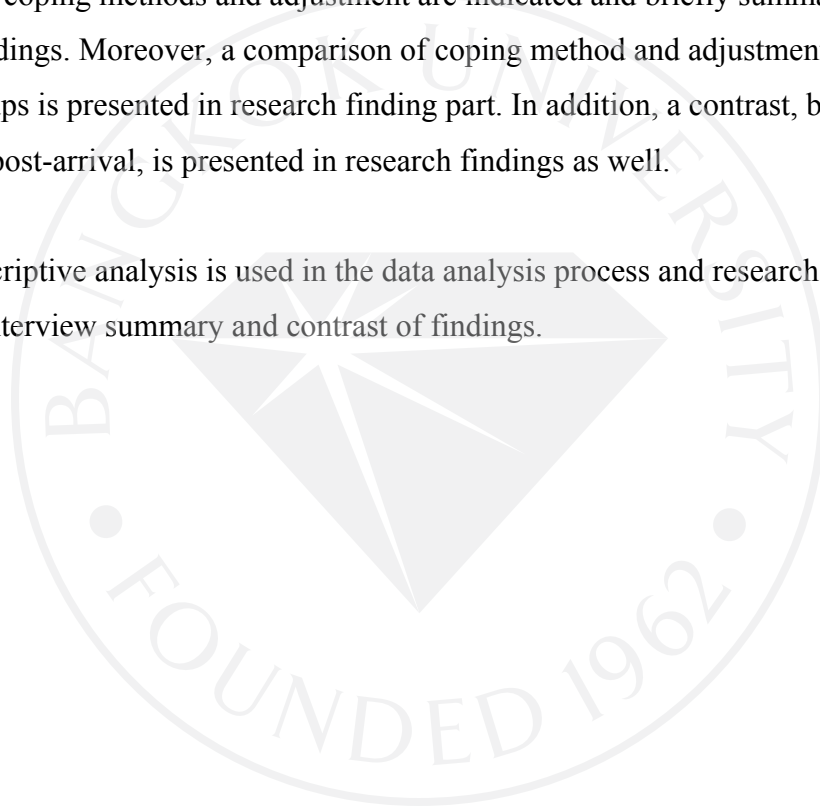 coping methods and adjustment are indicated and briefly summa
dings. Moreover, a comparison of coping method and adjustment
ps is presented in research finding part. In addition, a contrast, b
post-arrival, is presented in research findings as well.
criptive analysis is used in the data analysis process and research
terview summary and contrast of findings.
BANGKOK UNIVERSITY
FOUNDED 1962